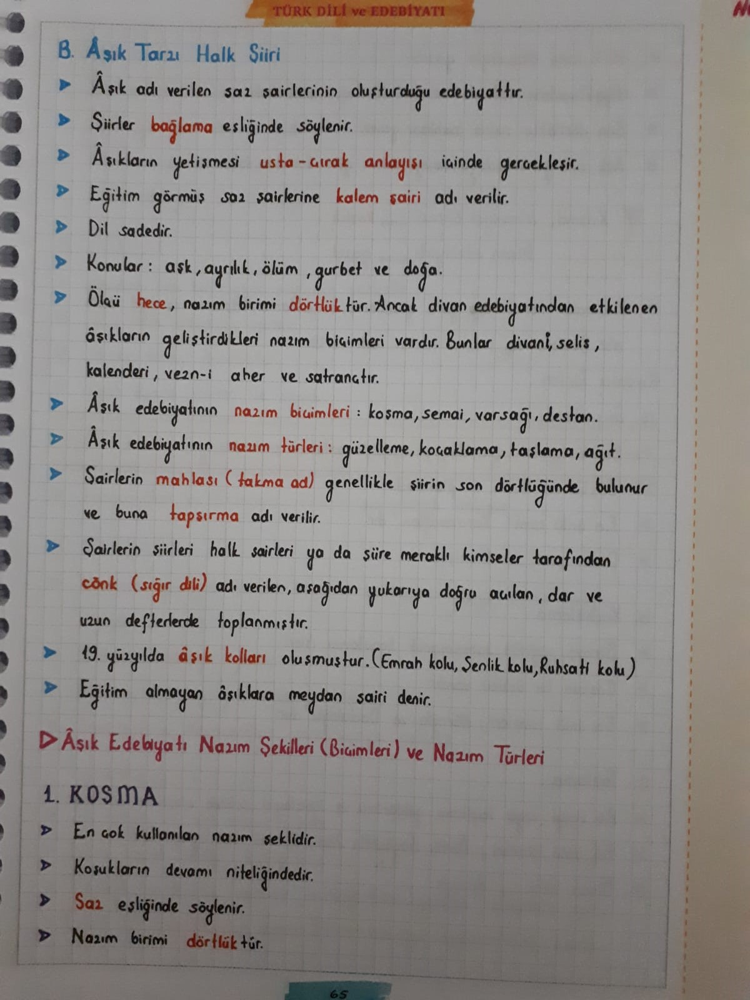 TÜRK DİLİ ve EDEBİYATI
B. Âşık Tarzı Halk Şiiri
Âşık adı verilen saz şairlerinin oluşturduğu edebiyattır.
Şiirler bağlama eşliğinde söylenir.
Âşıkların yetişmesi usta-çırak anlayışı içinde gerçekleşir.
Eğitim görmüş saz şairlerine kalem şairi adı verilir.
Dil sadedir.
Konular: aşk, ayrılık, ölüm, gurbet ve doğa.
Ölçü hece, nazım birimi dörtlüktür. Ancak divan edebiyatından etkilenen
âşıkların geliştirdikleri nazım biçimleri vardır. Bunlar divanî, selis,
kalenderi, vezn-i aher ve satrançtır.
Âşık edebiyatının nazım biçimleri: koşma, semai, varsağı, destan.
Âşık edebiyatının nazım türleri: güzelleme, koçaklama, taşlama, ağıt.
Şairlerin mahlası (takma ad) genellikle şiirin son dörtlüğünde bulunur
ve buna tapşırma adı verilir.
Şairlerin şiirleri halk şairleri ya da şiire meraklı kimseler tarafından
cönk (sığır dili) adı verilen, aşağıdan yukarıya doğru açılan, dar ve
uzun defterlerde toplanmıştır.
19. yüzyılda âşık kolları oluşmuştur. (Emrah kolu, Şenlik kolu, Ruhsati kolu)
Eğitim almayan âşıklara meydan şairi denir.
Âşık Edebiyatı Nazım Şekilleri (Biçimleri) ve Nazım Türleri
1. KOŞMA
En çok kullanılan nazım şeklidir.
Koşukların devamı niteliğindedir.
Saz eşliğinde söylenir.
Nazım birimi dörtlüktür.
65